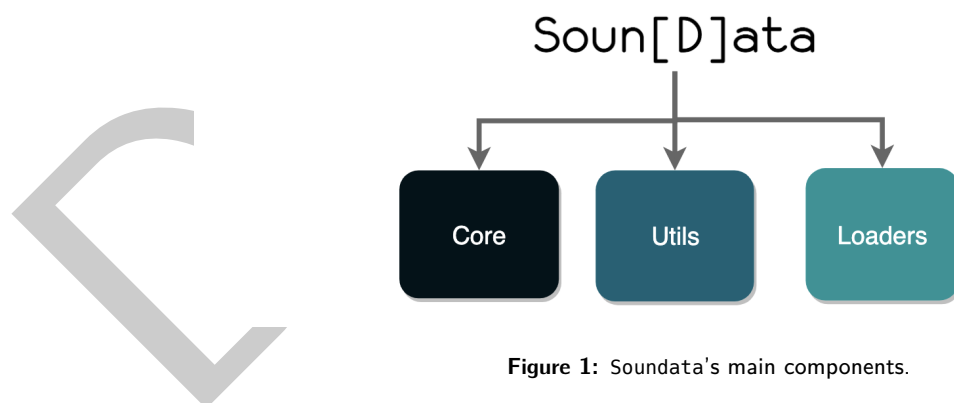 Soun[D]ata
Core
Utils
Loaders
Figure 1: Soundata's main components.